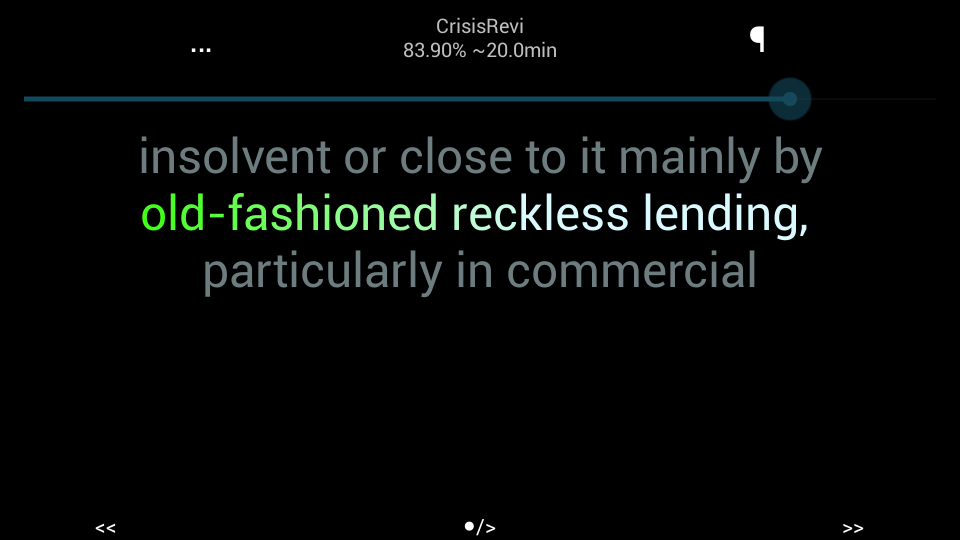 CrisisRevi
... ¶
83.90% ~20.0min
insolvent or close to it mainly by
old-fashioned reckless lending,
particularly in commercial
<< ●/> >>